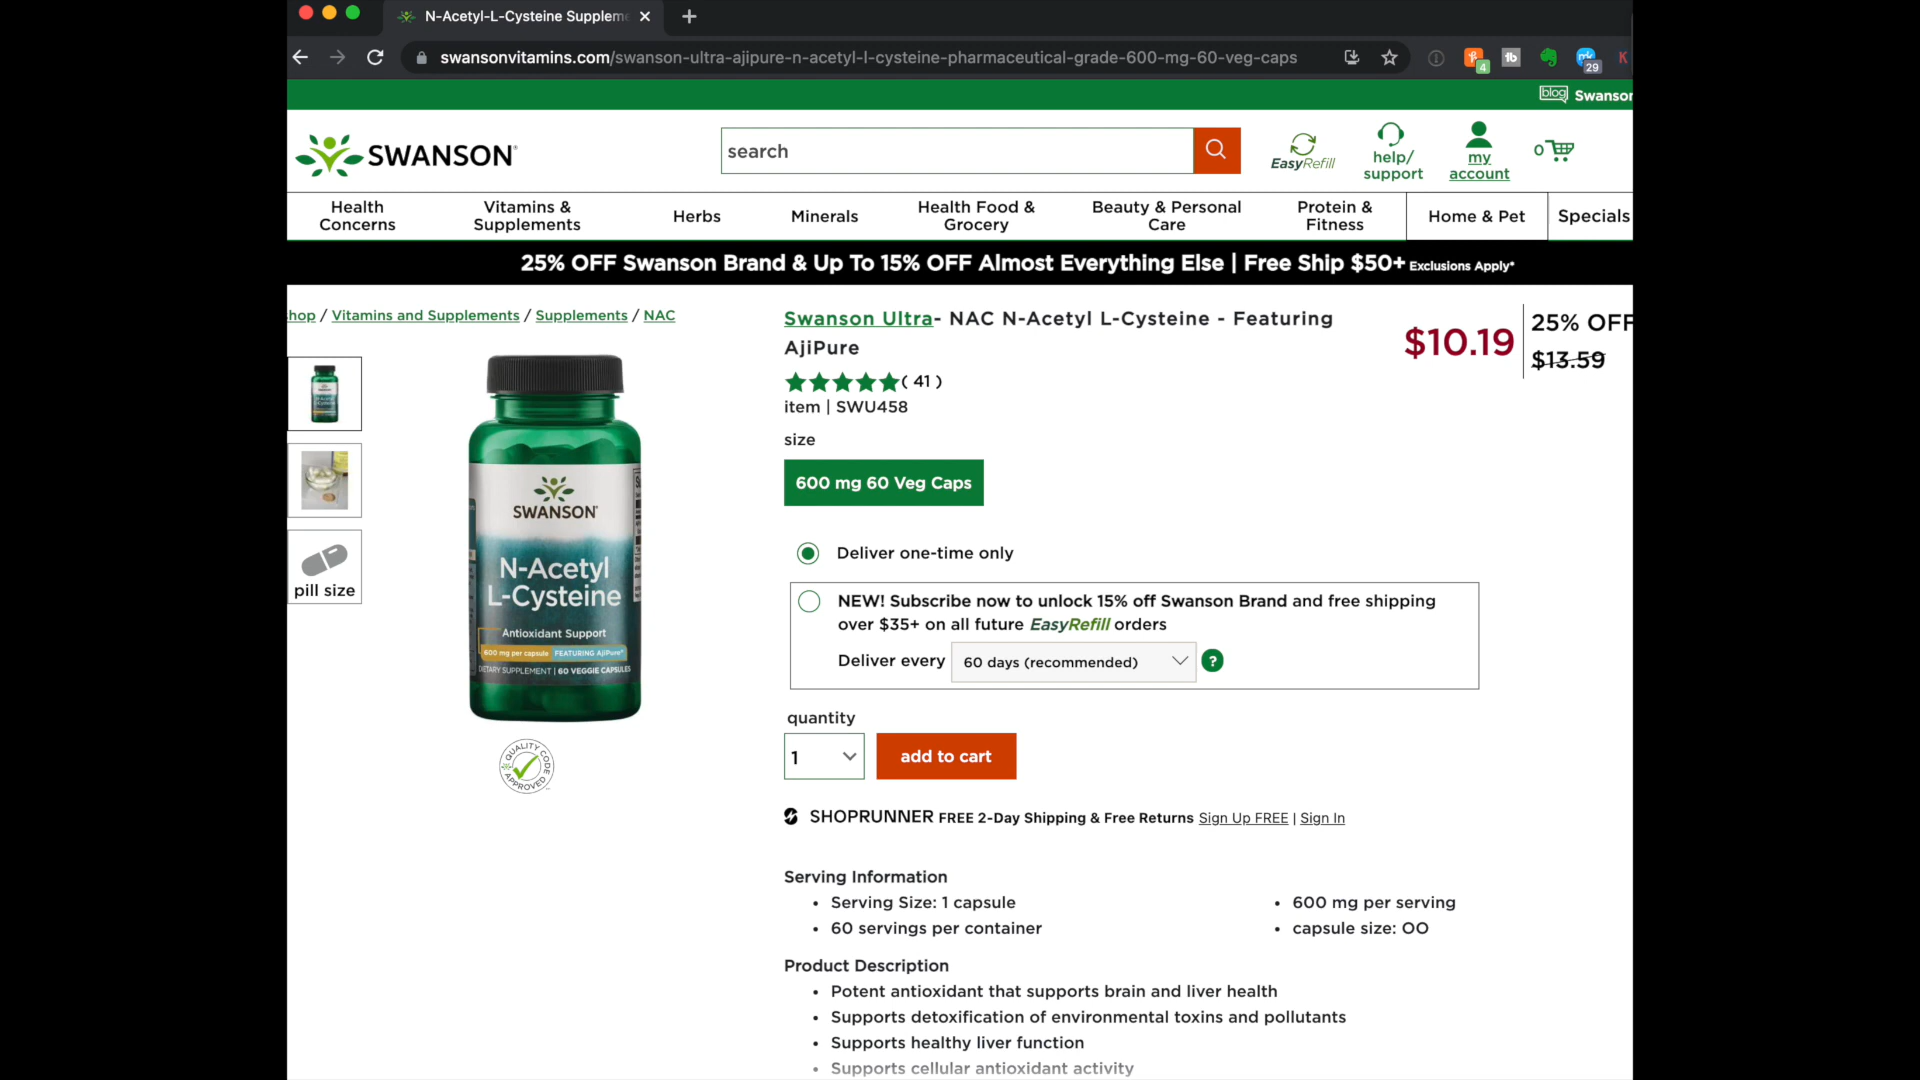 N-Acetyl-L-Cysteine Supplem
swansonvitamins.com/swanson-ultra-ajipure-n-acetyl-l-cysteine-pharmaceutical-grade-600-mg-60-veg-caps
4
tb
29
K
blog Swanson
SWANSON
search
EasyRefill
help/
support
my
account
0
Health
Concerns
Vitamins &
Supplements
Herbs
Minerals
Health Food &
Grocery
Beauty & Personal
Care
Protein &
Fitness
Home & Pet
Specials
25% OFF Swanson Brand & Up To 15% OFF Almost Everything Else | Free Ship $50+ Exclusions Apply*
hop / Vitamins and Supplements / Supplements / NAC
Swanson Ultra- NAC N-Acetyl L-Cysteine - Featuring
AjiPure
$10.19
25% OFF
$13.59
( 41 )
item | SWU458
size
600 mg 60 Veg Caps
pill size
SWANSON
N-Acetyl
L-Cysteine
Antioxidant Support
600 mg per capsule FEATURING AjiPure®
DIETARY SUPPLEMENT | 60 VEGGIE CAPSULES
QUALITY CODE
APPROVED
Deliver one-time only
NEW! Subscribe now to unlock 15% off Swanson Brand and free shipping
over $35+ on all future EasyRefill orders
Deliver every 60 days (recommended) ?
quantity
1
add to cart
SHOPRUNNER FREE 2-Day Shipping & Free Returns Sign Up FREE | Sign In
Serving Information
• Serving Size: 1 capsule
• 60 servings per container
• 600 mg per serving
• capsule size: OO
Product Description
• Potent antioxidant that supports brain and liver health
• Supports detoxification of environmental toxins and pollutants
• Supports healthy liver function
• Supports cellular antioxidant activity